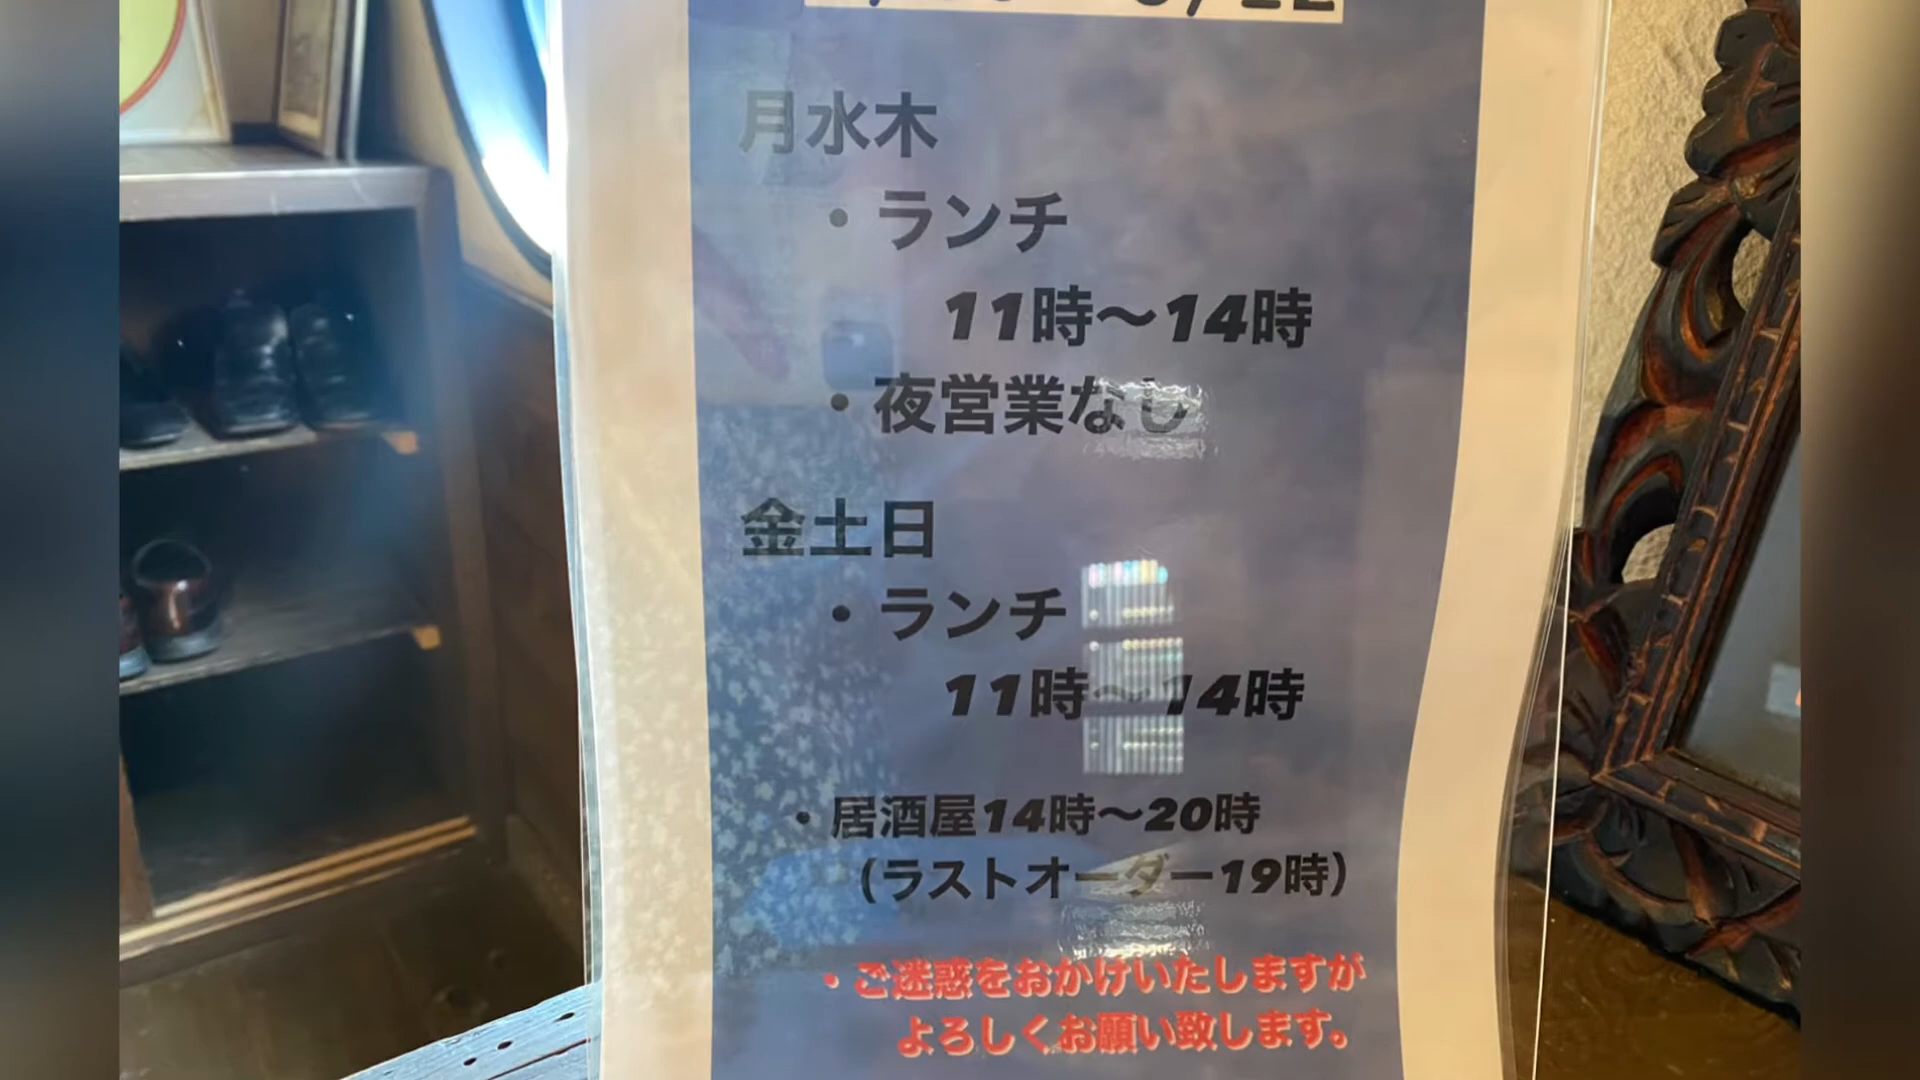 月水木
・ランチ
11時〜14時
・夜営業なし
金土日
・ランチ
11時〜14時
・居酒屋14時〜20時
(ラストオーダー19時)
・ご迷惑をおかけいたしますが
よろしくお願い致します。